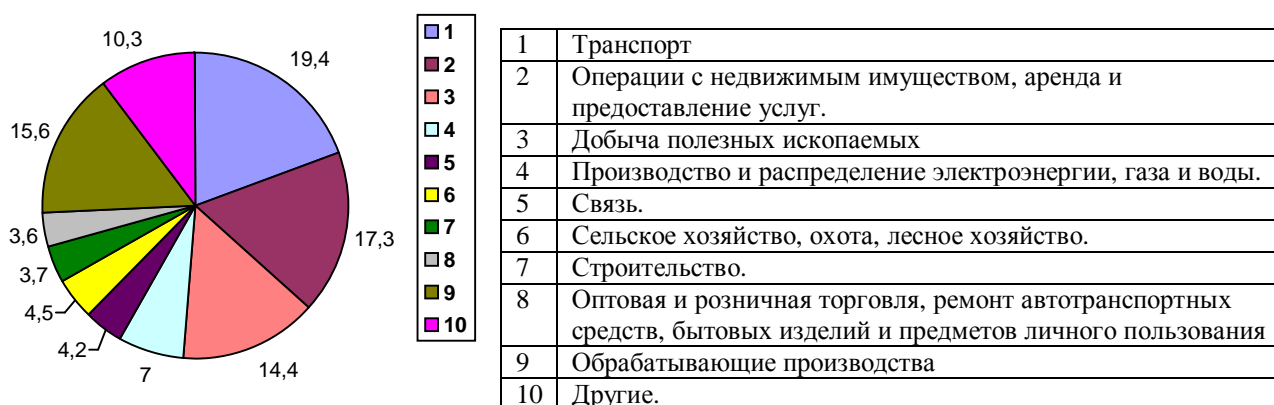 10,3
19,4
15,6
17,3
3,6
3,7
4,5
4,2
7
14,4
1
2
3
4
5
6
7
8
9
10
1 Транспорт
2 Операции с недвижимым имуществом, аренда и
предоставление услуг.
3 Добыча полезных ископаемых
4 Производство и распределение электроэнергии, газа и воды.
5 Связь.
6 Сельское хозяйство, охота, лесное хозяйство.
7 Строительство.
8 Оптовая и розничная торговля, ремонт автотранспортных
средств, бытовых изделий и предметов личного пользования
9 Обрабатывающие производства
10 Другие.